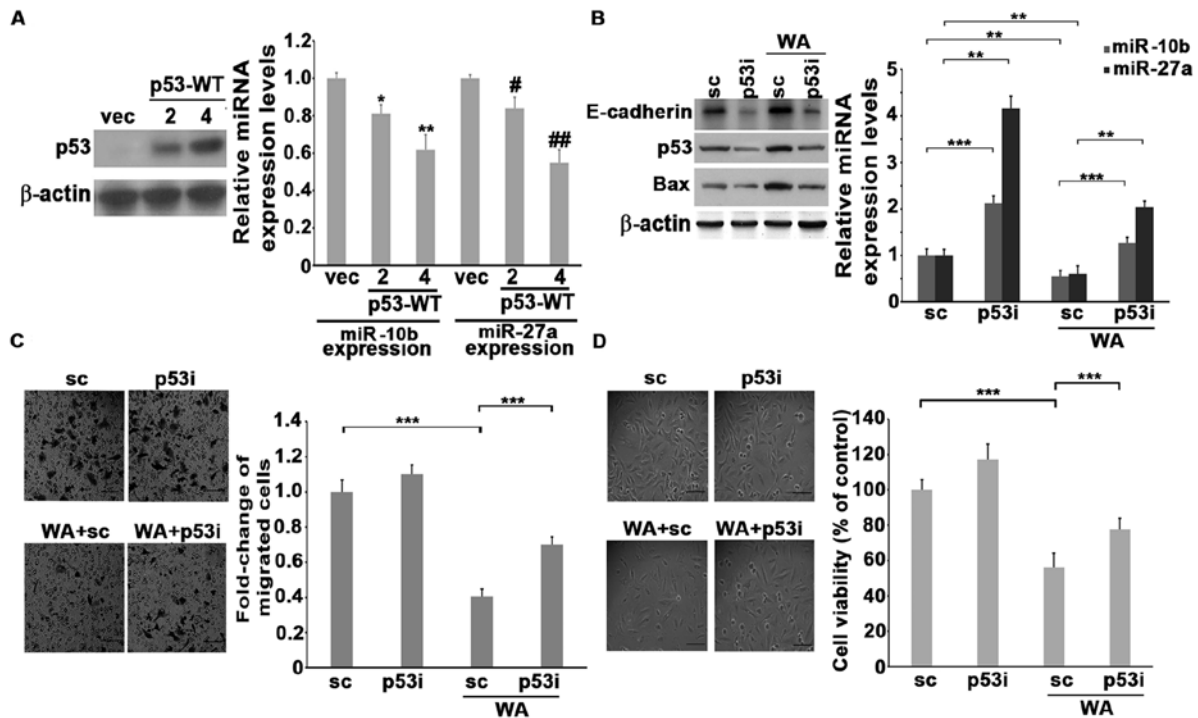 A
p53-WT
vec 2 4
p53
β-actin
Relative miRNA
expression levels
1.2
1.0
0.8
0.6
0.4
0.2
0
*
**
#
##
vec 2 4 vec 2 4
p53-WT p53-WT
miR-10b
expression
miR-27a
expression
B
WA
sc p53i sc p53i
E-cadherin
p53
Bax
β-actin
Relative miRNA
expression levels
5
4
3
2
1
0
**
**
**
***
**
***
miR-10b
miR-27a
sc p53i sc p53i
WA
C
sc p53i
WA+sc WA+p53i
Fold-change of
migrated cells
1.4
1.2
1.0
0.8
0.6
0.4
0.2
0
***
***
sc p53i sc p53i
WA
D
sc p53i
WA+sc WA+p53i
Cell viability (% of control)
140
120
100
80
60
40
20
0
***
***
sc p53i sc p53i
WA